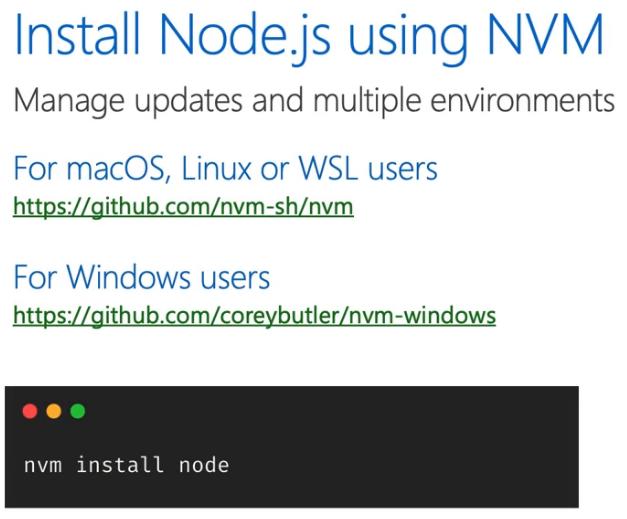 Install Node.js using NVM
Manage updates and multiple environments
For macOS, Linux or WSL users
https://github.com/nvm-sh/nvm
For Windows users
https://github.com/coreybutler/nvm-windows
nvm install node